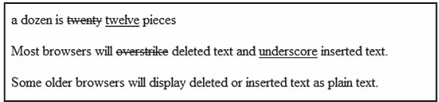 a dozen is twenty twelve pieces
Most browsers will overstrike deleted text and underscore inserted text.
Some older browsers will display deleted or inserted text as plain text.